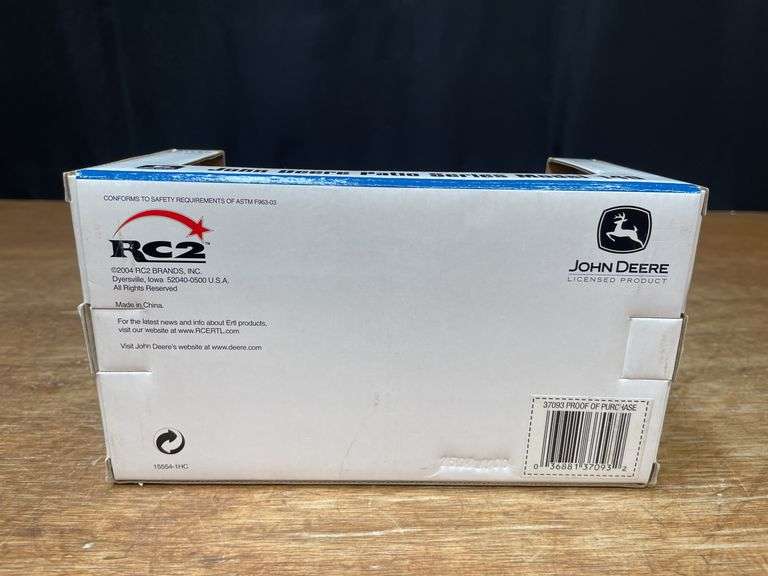 John Deere Patio Series
CONFORMS TO SAFETY REQUIREMENTS OF ASTM F963-03
RC2™
©2004 RC2 BRANDS, INC.
Dyersville, Iowa 52040-0500 U.S.A.
All Rights Reserved
Made in China.
For the latest news and info about Ertl products,
visit our website at www.RCERTL.com
Visit John Deere's website at www.deere.com
15554-1HC
JOHN DEERE
LICENSED PRODUCT
37093 PROOF OF PURCHASE
0 36881 37093 2